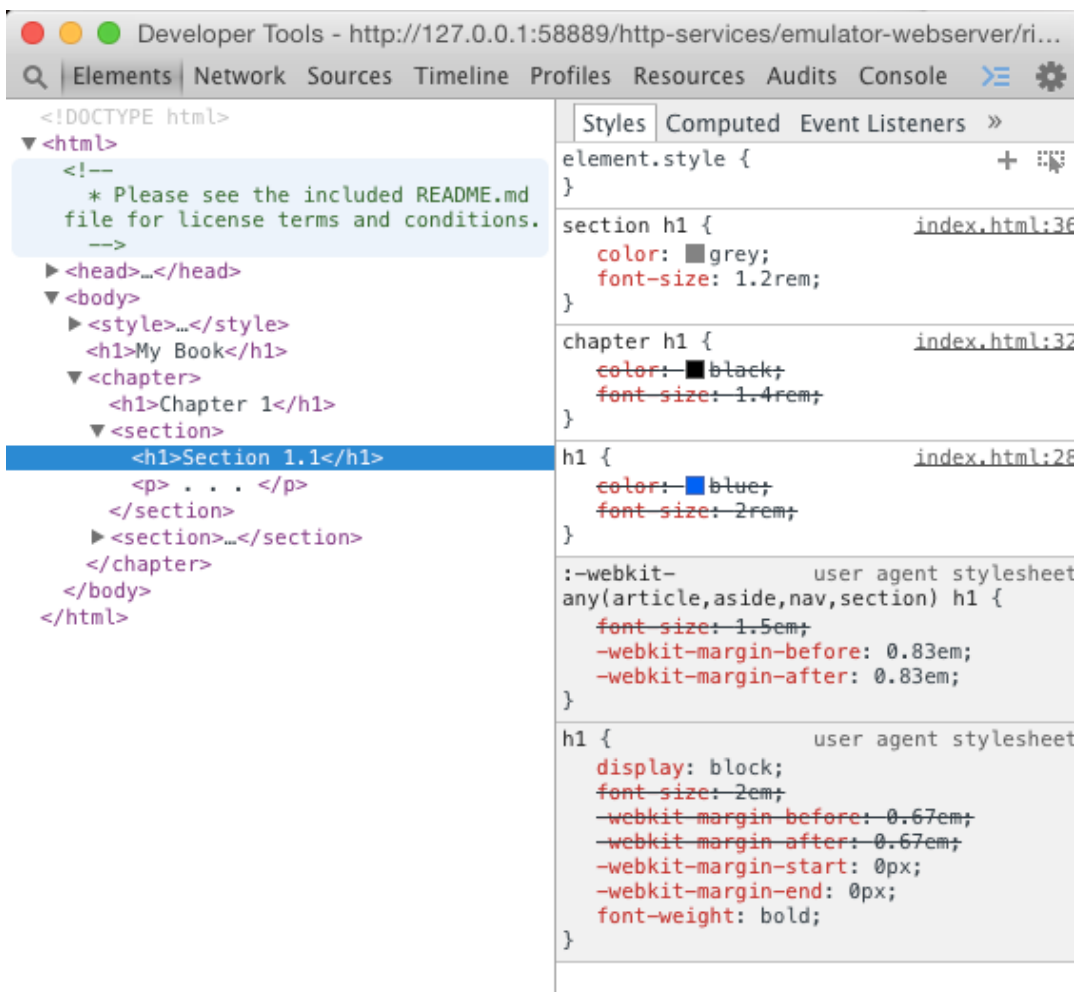 Developer Tools - http://127.0.0.1:58889/http-services/emulator-webserver/ri...
Elements Network Sources Timeline Profiles Resources Audits Console
<!DOCTYPE html>
▼<html>
<!--
* Please see the included README.md
file for license terms and conditions.
-->
▶<head>…</head>
▼<body>
▶<style>…</style>
<h1>My Book</h1>
▼<chapter>
<h1>Chapter 1</h1>
▼<section>
<h1>Section 1.1</h1>
<p> . . . </p>
</section>
▶<section>…</section>
</chapter>
</body>
</html>
Styles Computed Event Listeners »
element.style {
}
section h1 { index.html:36
color: grey;
font-size: 1.2rem;
}
chapter h1 { index.html:32
color: black;
font-size: 1.4rem;
}
h1 { index.html:28
color: blue;
font-size: 2rem;
}
:-webkit- user agent stylesheet
any(article,aside,nav,section) h1 {
font-size: 1.5em;
-webkit-margin-before: 0.83em;
-webkit-margin-after: 0.83em;
}
h1 { user agent stylesheet
display: block;
font-size: 2em;
-webkit-margin-before: 0.67em;
-webkit-margin-after: 0.67em;
-webkit-margin-start: 0px;
-webkit-margin-end: 0px;
font-weight: bold;
}